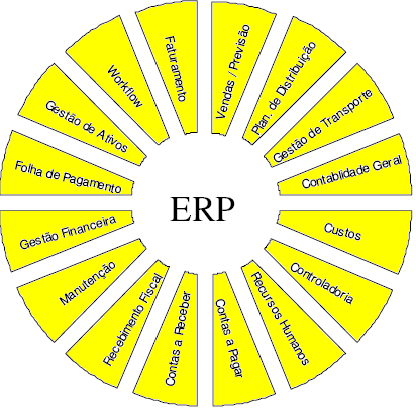 Vendas / Previsão
Plan. de Distribuição
Gestão de Transporte
Contablidade Geral
Custos
Controladoria
Recursos Humanos
Contas a Pagar
Contas a Receber
Recebimento Fiscal
Manutenção
Gestão Financeira
Folha de Pagamento
Gestão de Ativos
Workflow
Faturamento
ERP